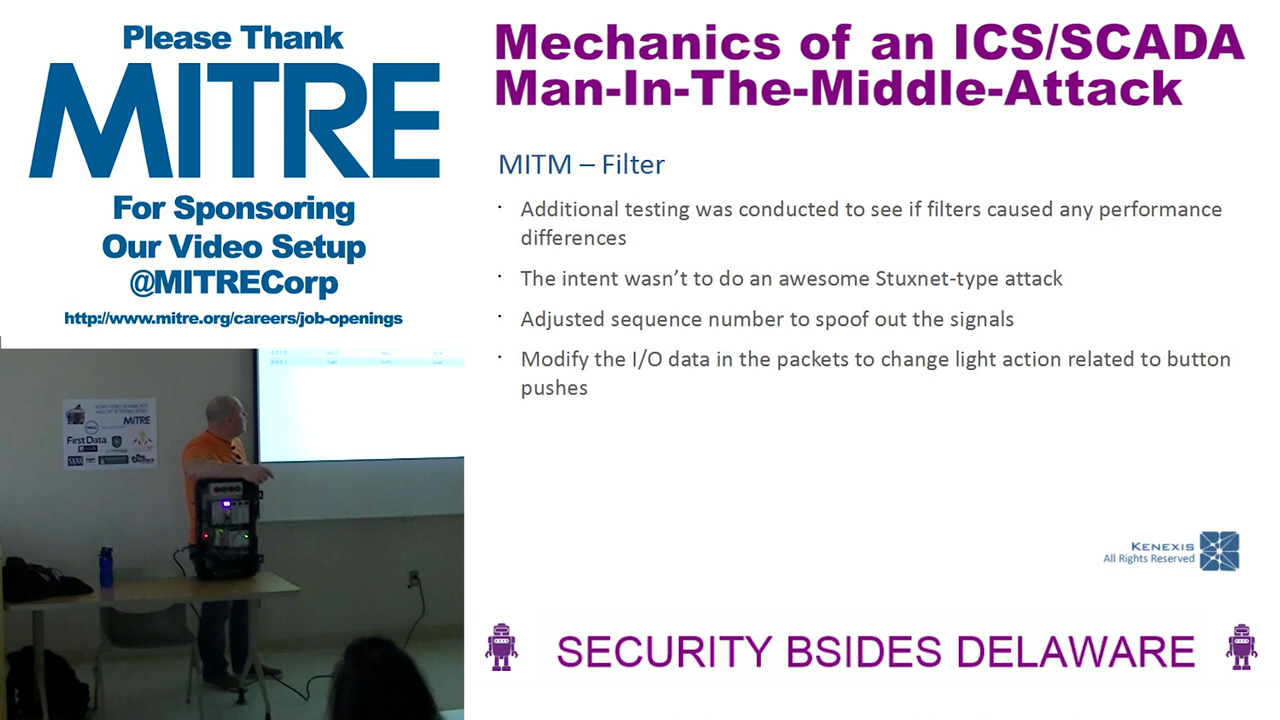 Please Thank
MITRE
For Sponsoring
Our Video Setup
@MITRECorp
http://www.mitre.org/careers/job-openings
Mechanics of an ICS/SCADA
Man-In-The-Middle-Attack
MITM – Filter
· Additional testing was conducted to see if filters caused any performance
differences
· The intent wasn’t to do an awesome Stuxnet-type attack
· Adjusted sequence number to spoof out the signals
· Modify the I/O data in the packets to change light action related to button
pushes
KENEXIS
All Rights Reserved
SECURITY BSIDES DELAWARE
MITRE
First Data.